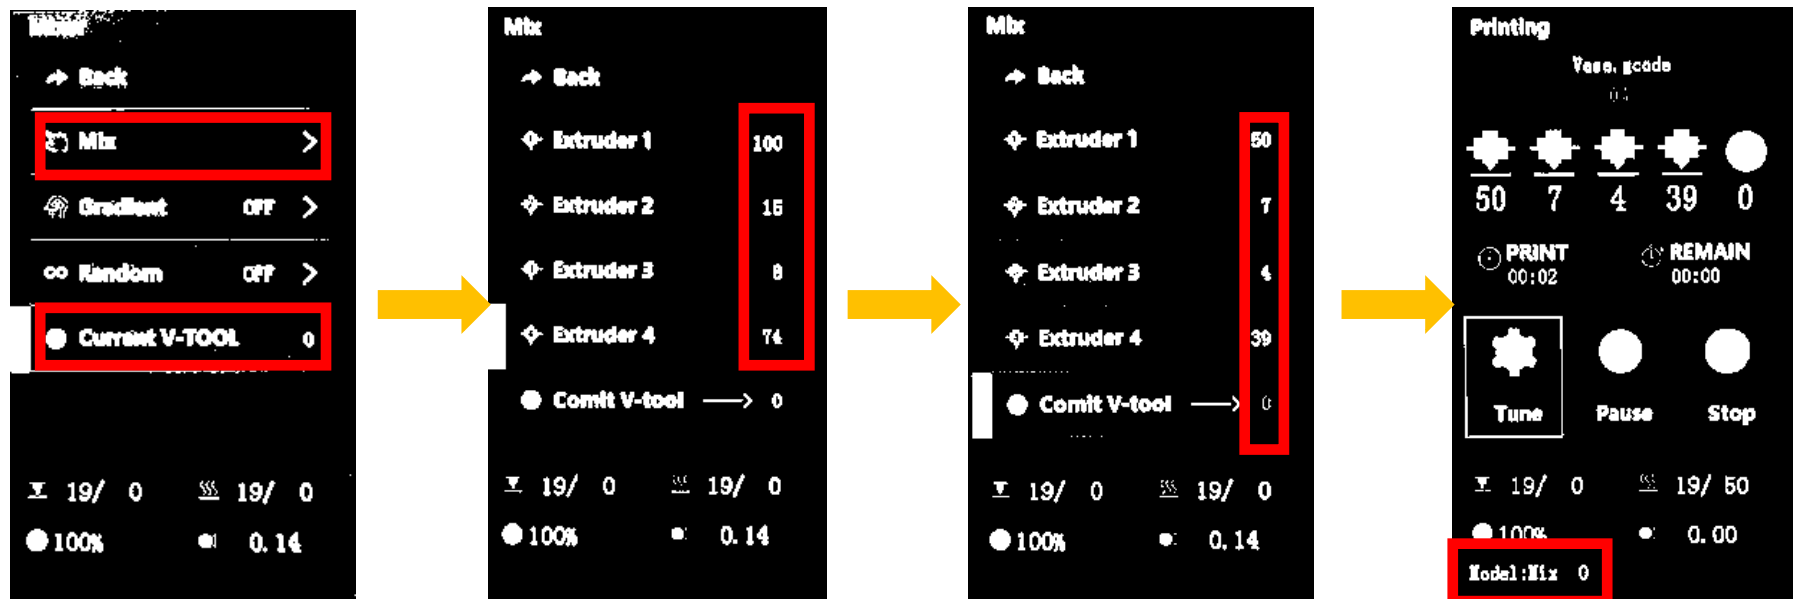 Mixer
Back
Mix
Gradient OFF
Random OFF
Current V-TOOL 0
19/ 0 19/ 0
100% 0.14
Mix
Back
Extruder 1 100
Extruder 2 15
Extruder 3 8
Extruder 4 74
Comit V-tool 0
19/ 0 19/ 0
100% 0.14
Mix
Back
Extruder 1 50
Extruder 2 7
Extruder 3 4
Extruder 4 39
Comit V-tool 0
19/ 0 19/ 0
100% 0.14
Printing
Vase.gcode
50 7 4 39 0
PRINT REMAIN
00:02 00:00
Tune Pause Stop
19/ 0 19/ 50
100% 0.00
Model:Mix 0